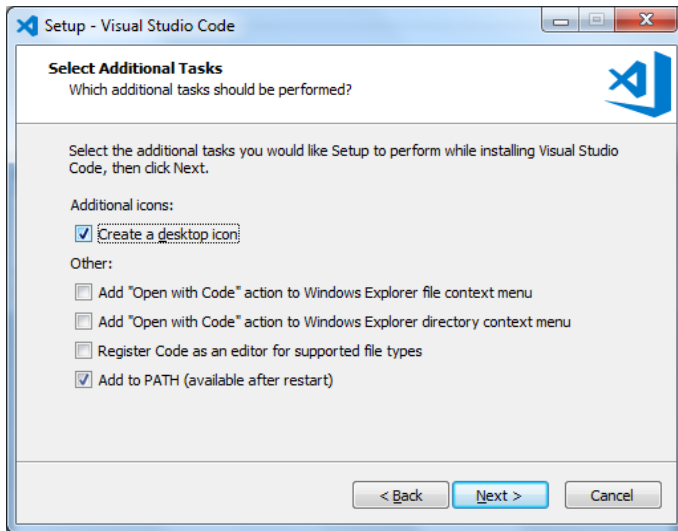 Setup - Visual Studio Code
Select Additional Tasks
Which additional tasks should be performed?
Select the additional tasks you would like Setup to perform while installing Visual Studio
Code, then click Next.
Additional icons:
Create a desktop icon
Other:
Add "Open with Code" action to Windows Explorer file context menu
Add "Open with Code" action to Windows Explorer directory context menu
Register Code as an editor for supported file types
Add to PATH (available after restart)
< Back Next > Cancel